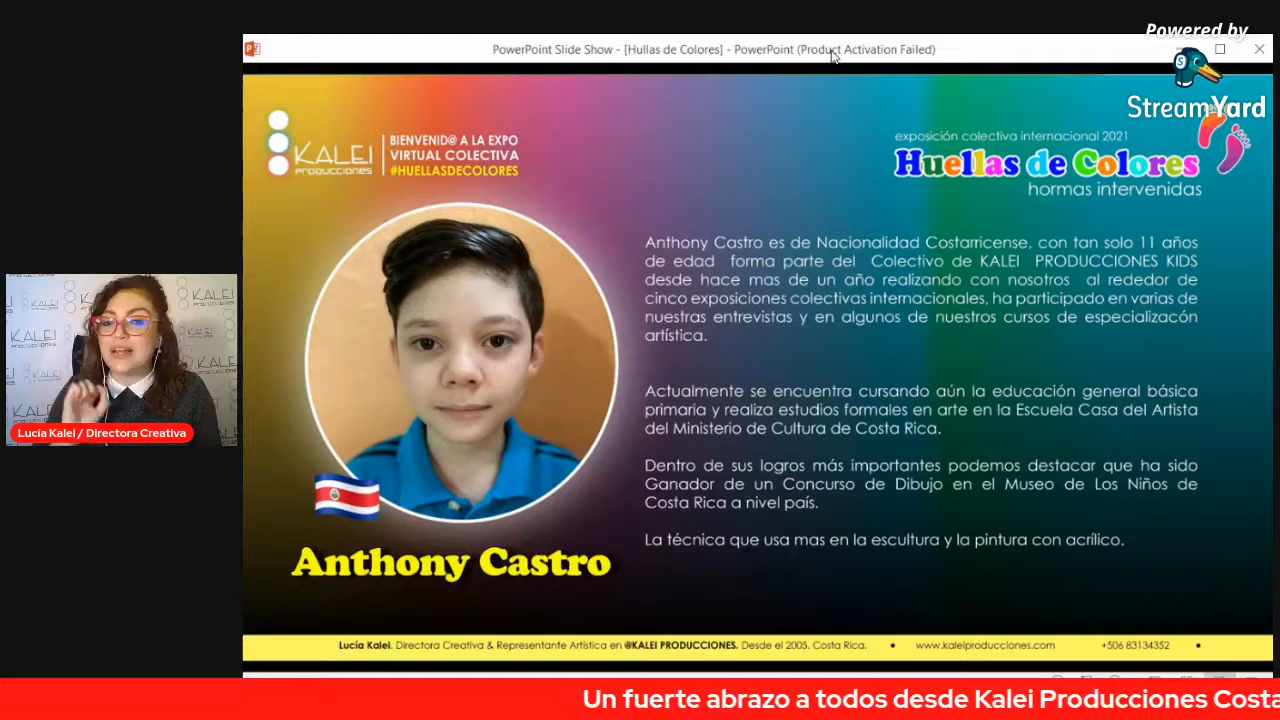 Powered by
StreamYard
PowerPoint Slide Show - [Hullas de Colores] - PowerPoint (Product Activation Failed)
KALEI
PRODUCCIONES
BIENVENID@ A LA EXPO
VIRTUAL COLECTIVA
#HUELLASDECOLORES
exposición colectiva internacional 2021
Huellas de Colores
hormas intervenidas
Anthony Castro es de Nacionalidad Costarricense, con tan solo 11 años
de edad forma parte del Colectivo de KALEI PRODUCCIONES KIDS
desde hace mas de un año realizando con nosotros al rededor de
cinco exposiciones colectivas internacionales, ha participado en varias de
nuestras entrevistas y en algunos de nuestros cursos de especializacón
artística.
Actualmente se encuentra cursando aún la educación general básica
primaria y realiza estudios formales en arte en la Escuela Casa del Artista
del Ministerio de Cultura de Costa Rica.
Dentro de sus logros más importantes podemos destacar que ha sido
Ganador de un Concurso de Dibujo en el Museo de Los Niños de
Costa Rica a nivel país.
La técnica que usa mas en la escultura y la pintura con acrílico.
Anthony Castro
KALEI
KALEI
KALEI
Lucía Kalei / Directora Creativa
Lucía Kalei. Directora Creativa & Representante Artística en @KALEI PRODUCCIONES. Desde el 2005. Costa Rica. • www.kaleiproducciones.com +506 83134352 •
Un fuerte abrazo a todos desde Kalei Producciones Costa